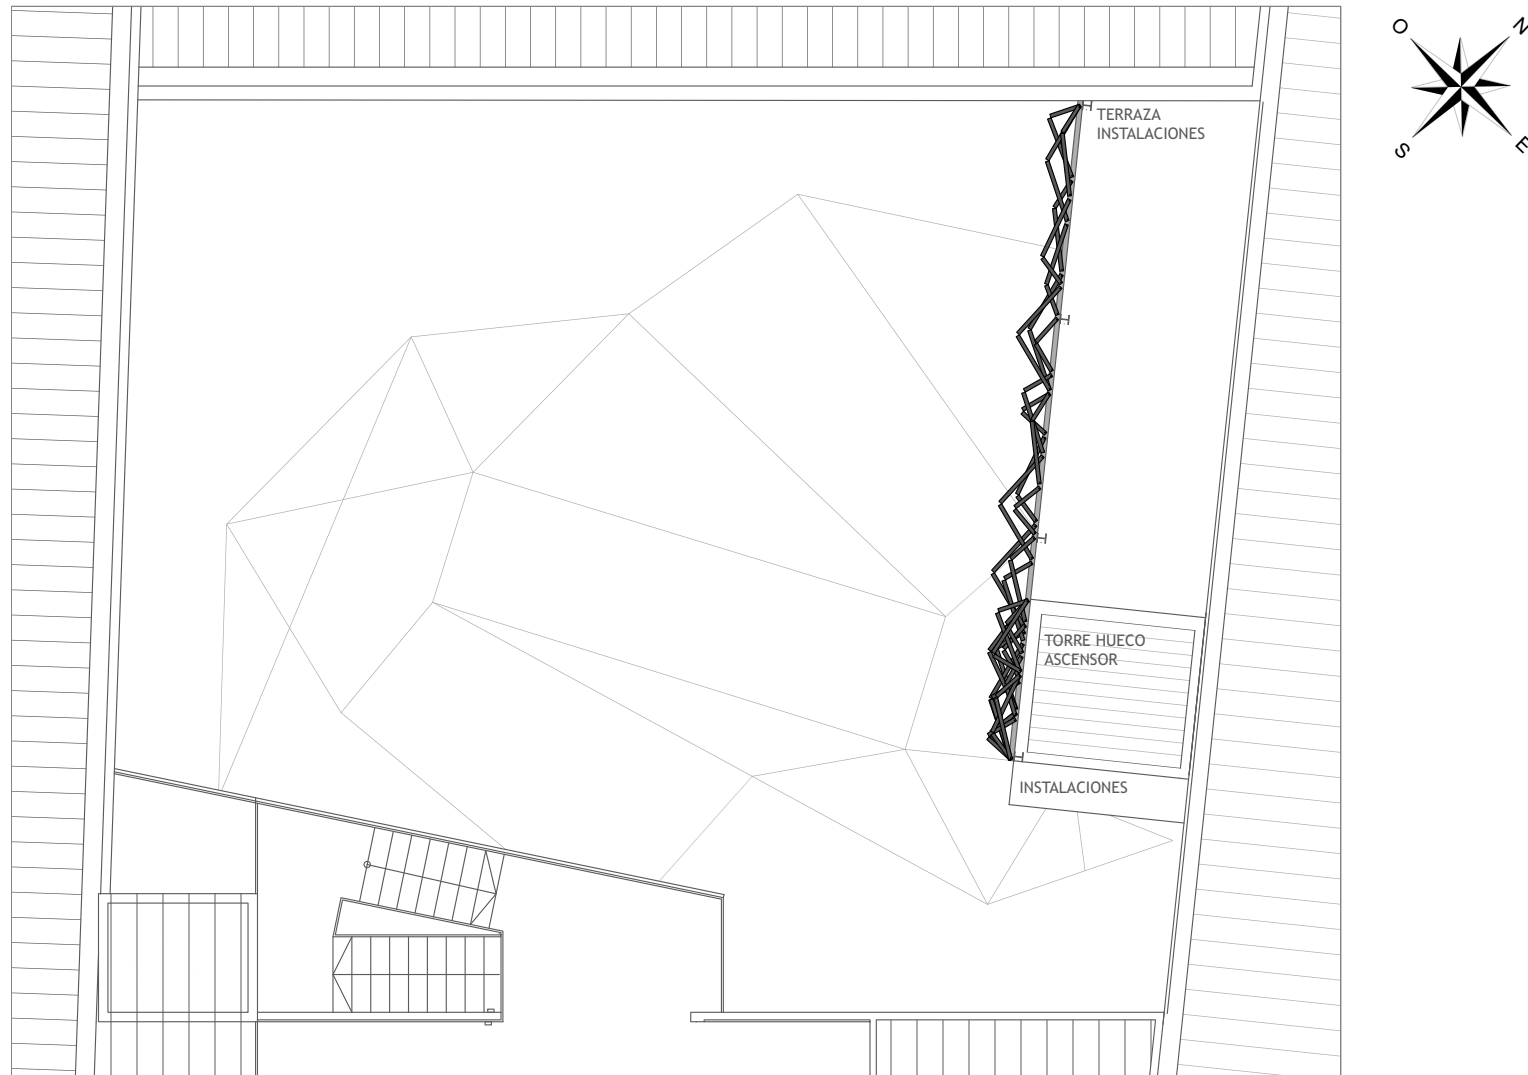 O
N
TERRAZA
INSTALACIONES
S
E
TORRE HUECO
ASCENSOR
INSTALACIONES